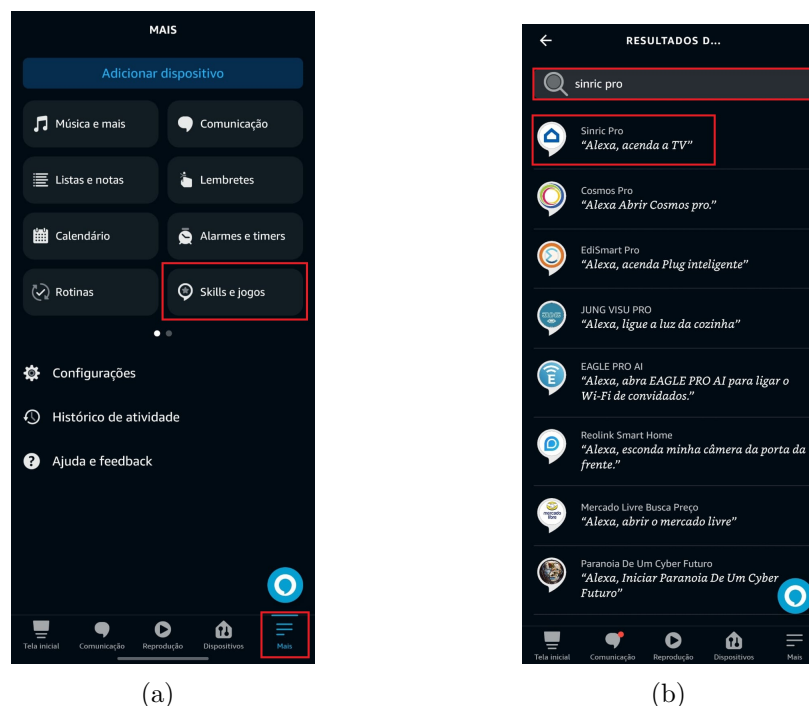 MAIS
Adicionar dispositivo
Música e mais
Comunicação
Listas e notas
Lembretes
Calendário
Alarmes e timers
Rotinas
Skills e jogos
Configurações
Histórico de atividade
Ajuda e feedback
Tela inicial
Comunicação
Reprodução
Dispositivos
Mais
(a)
RESULTADOS D...
sinric pro
Sinric Pro
“Alexa, acenda a TV”
Cosmos Pro
“Alexa Abrir Cosmos pro.”
EdiSmart Pro
“Alexa, acenda Plug inteligente”
JUNG VISU PRO
“Alexa, ligue a luz da cozinha”
EAGLE PRO AI
“Alexa, abra EAGLE PRO AI para ligar o
Wi-Fi de convidados.”
Reolink Smart Home
“Alexa, esconda minha câmera da porta da
frente.”
mercado
libre
Mercado Livre Busca Preço
“Alexa, abrir o mercado livre”
Paranoia De Um Cyber Futuro
“Alexa, Iniciar Paranoia De Um Cyber
Futuro”
Tela inicial
Comunicação
Reprodução
Dispositivos
Mais
(b)